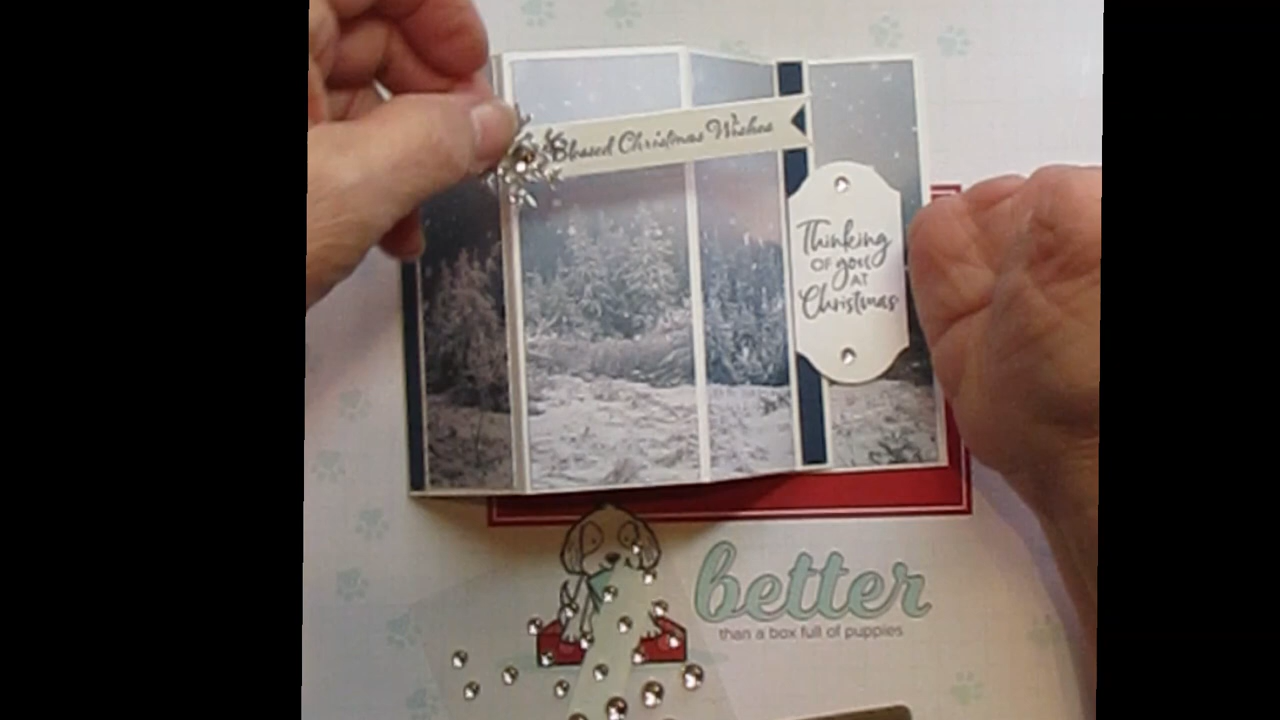 Blessed Christmas Wishes
Thinking
OF you
AT
Christmas
better
than a box full of puppies